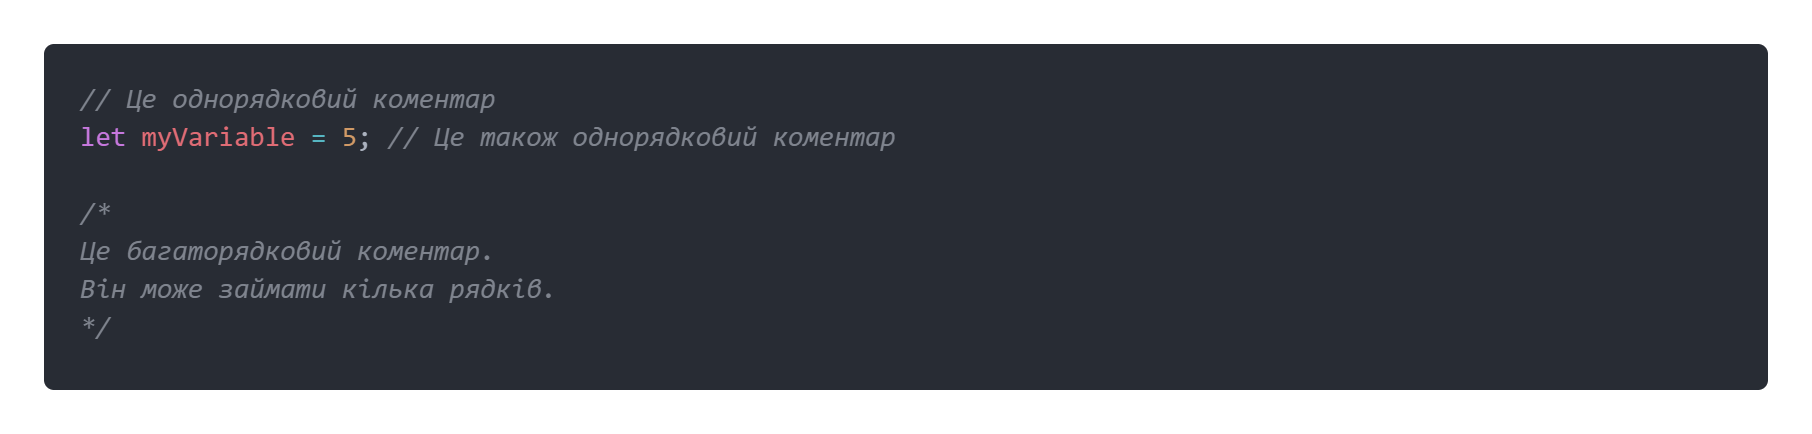 // Це однорядковий коментар
let myVariable = 5; // Це також однорядковий коментар
/*
Це багаторядковий коментар.
Він може займати кілька рядків.
*/